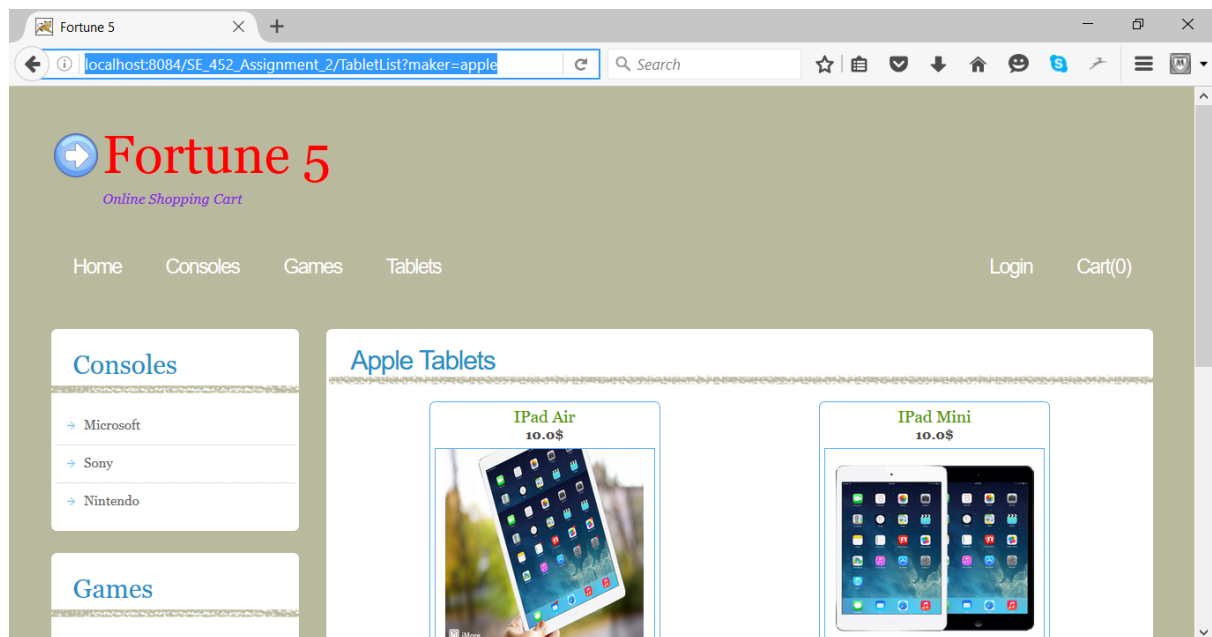 Fortune 5
localhost:8084/SE_452_Assignment_2/TabletList?maker=apple
Search
Fortune 5
Online Shopping Cart
Home Consoles Games Tablets Login Cart(0)
Consoles
Microsoft
Sony
Nintendo
Games
Apple Tablets
IPad Air
10.0$
iMore
IPad Mini
10.0$